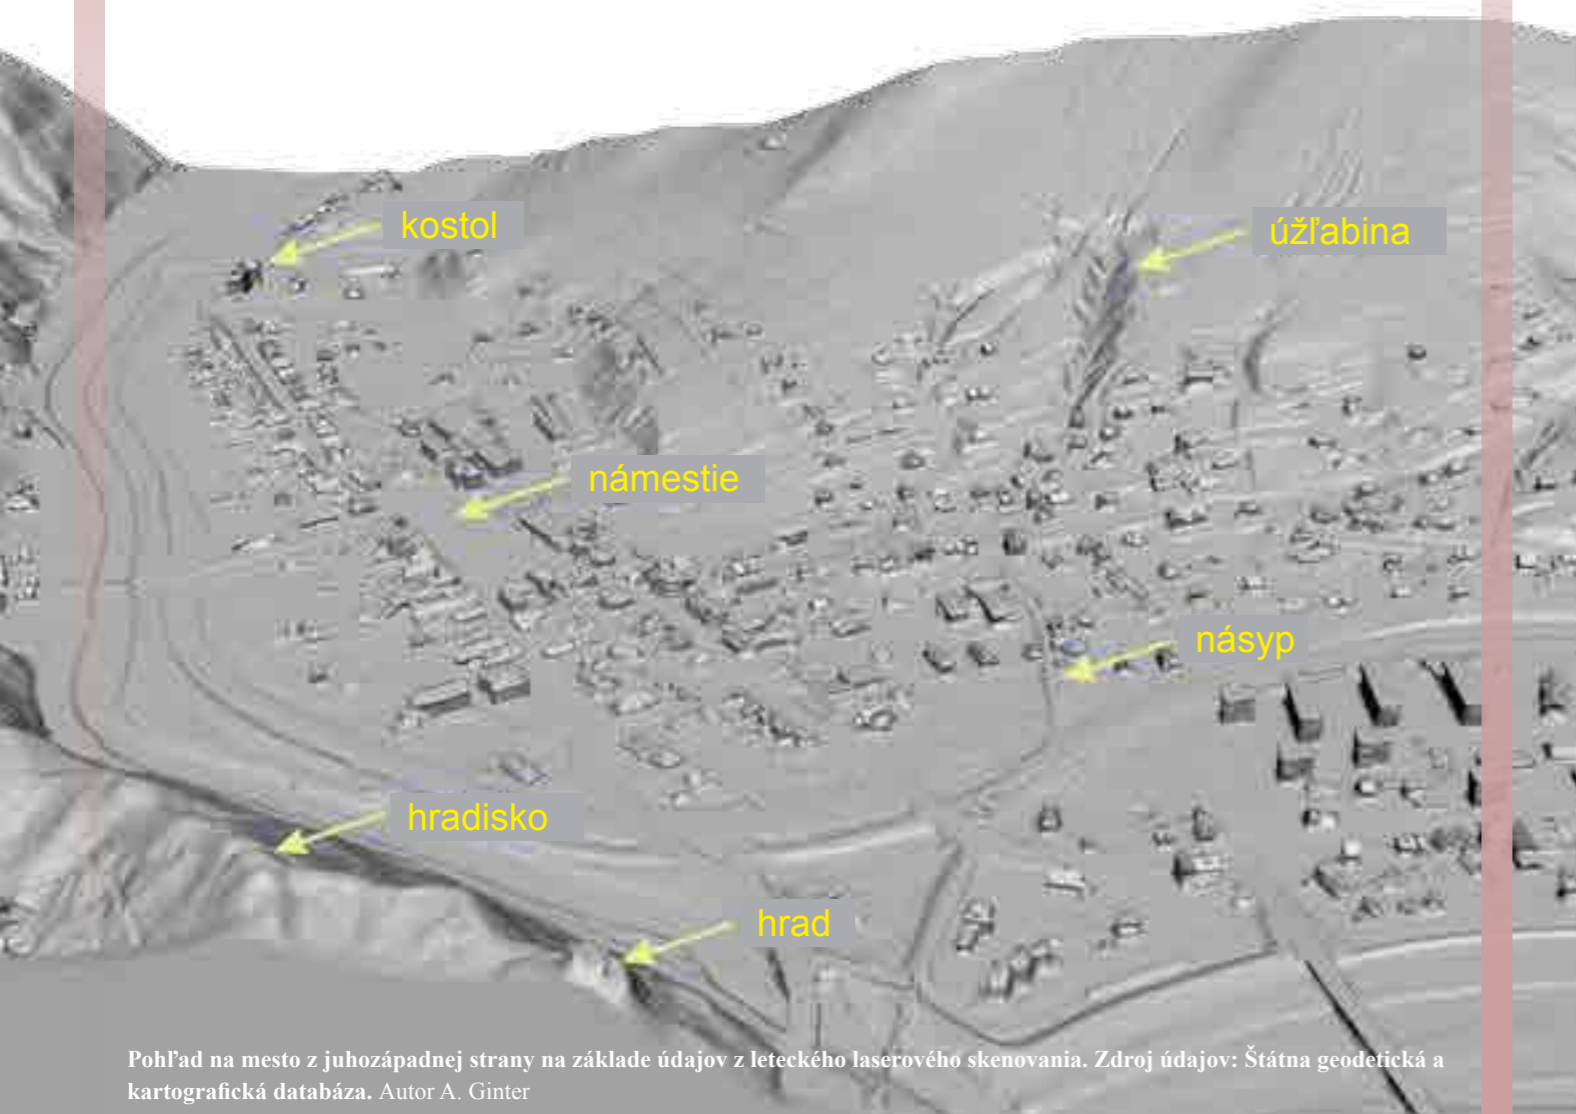 kostol
úžľabina
námestie
násyp
hradisko
hrad
Pohľad na mesto z juhozápadnej strany na základe údajov z leteckého laserového skenovania. Zdroj údajov: Štátna geodetická a
kartografická databáza. Autor A. Ginter